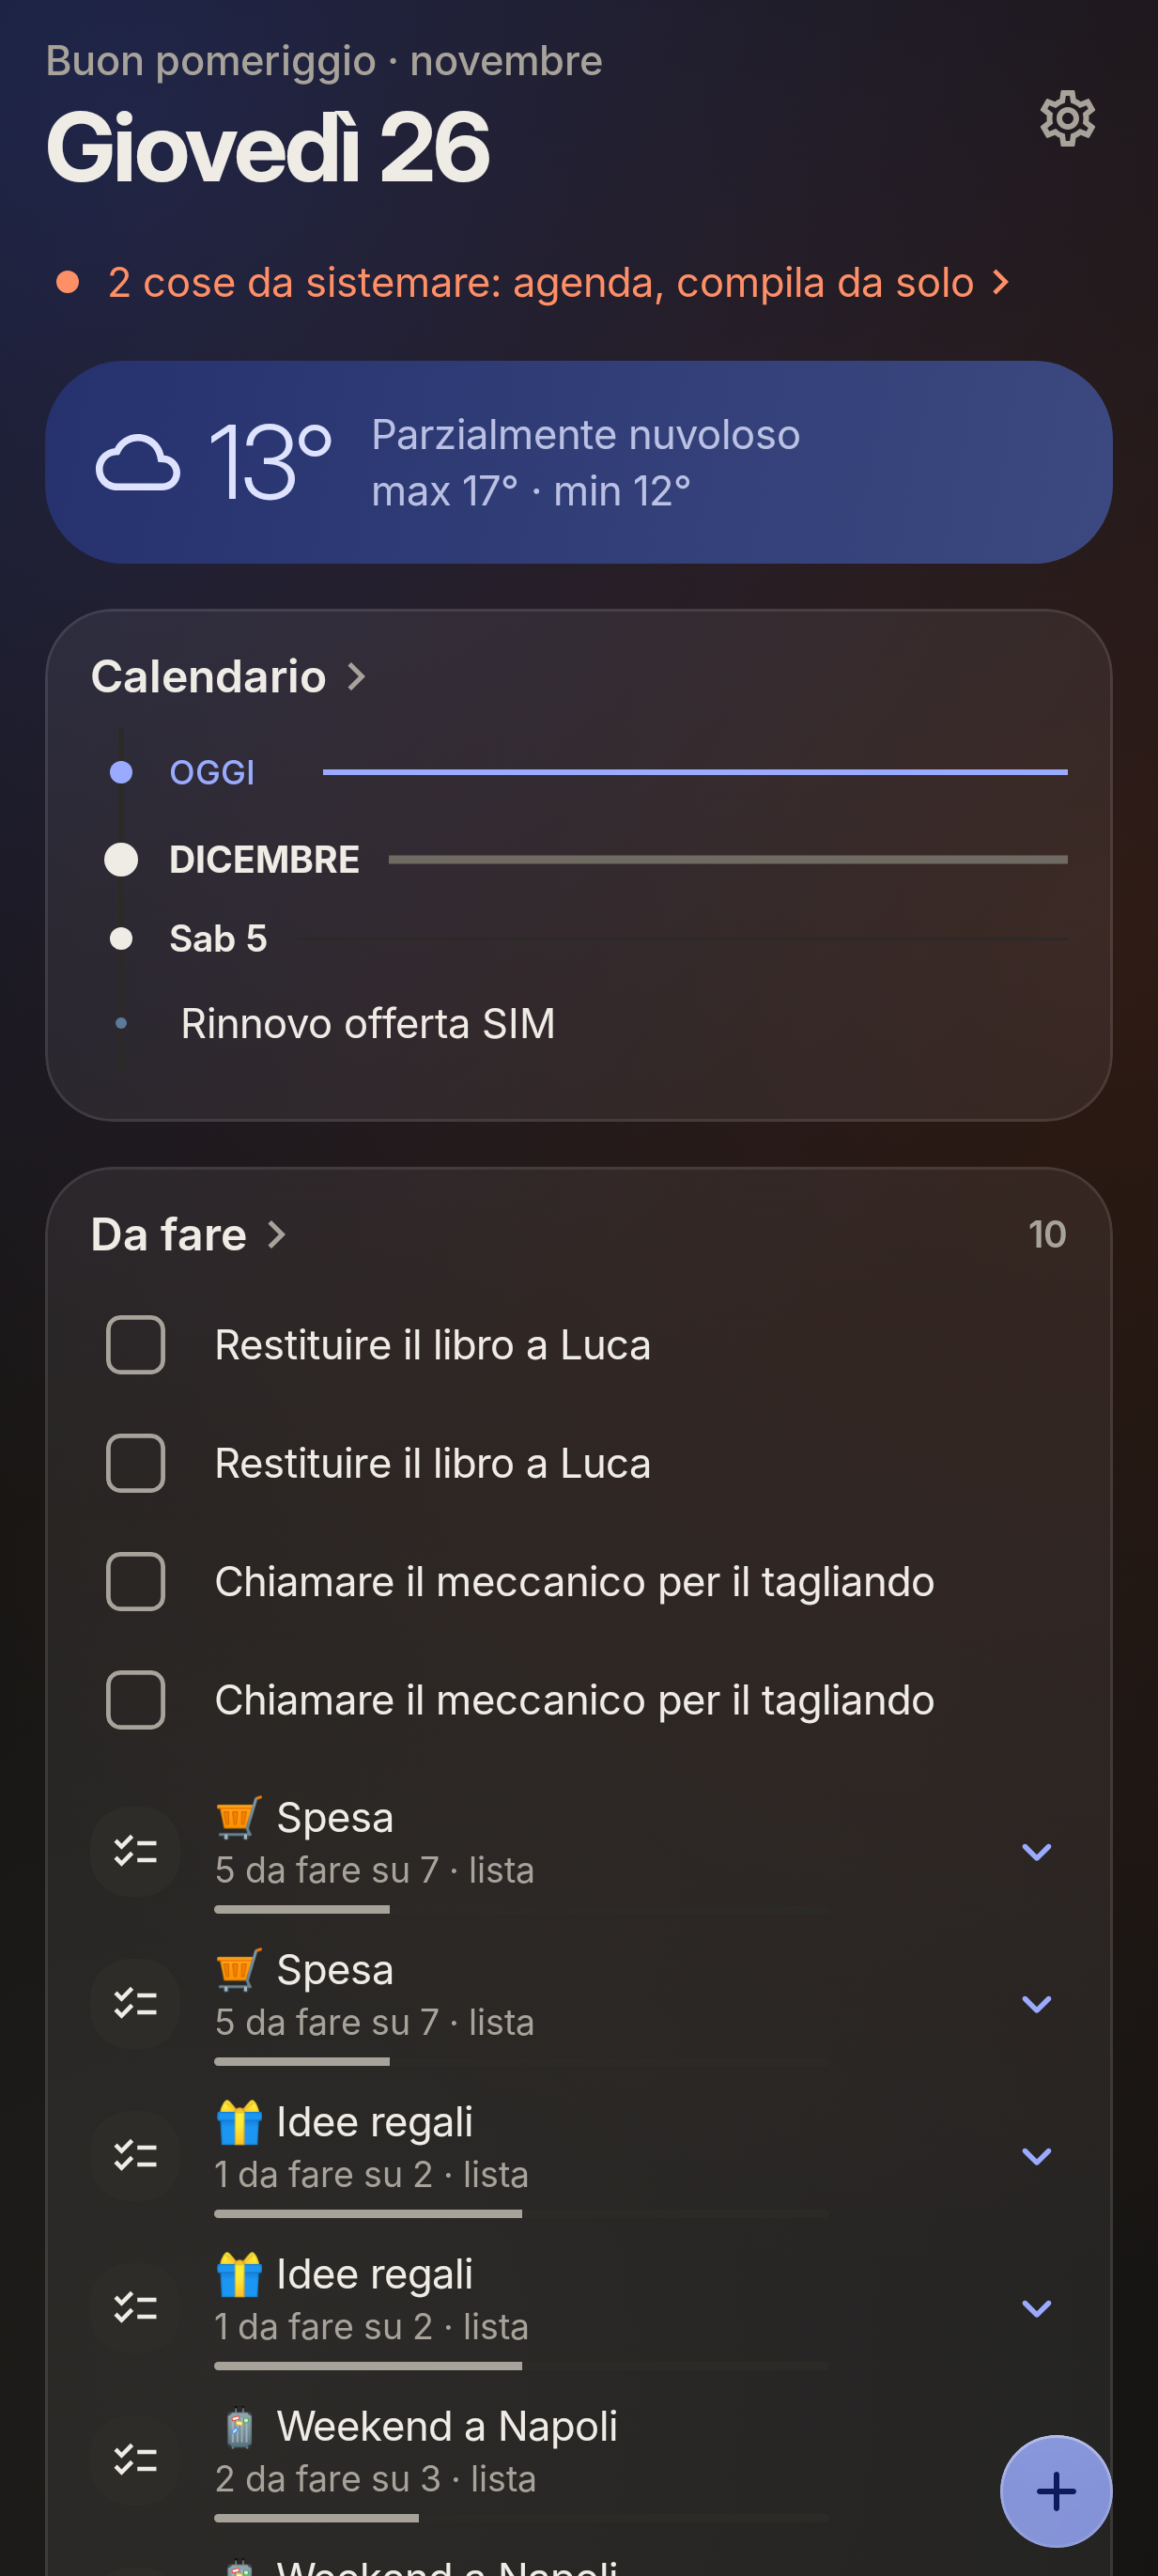 Buon pomeriggio · novembre
Giovedì 26
2 cose da sistemare: agenda, compila da solo
13°
Parzialmente nuvoloso
max 17° · min 12°
Calendario
OGGI
DICEMBRE
Sab 5
Rinnovo offerta SIM
Da fare
10
Restituire il libro a Luca
Restituire il libro a Luca
Chiamare il meccanico per il tagliando
Chiamare il meccanico per il tagliando
Spesa
5 da fare su 7 · lista
Spesa
5 da fare su 7 · lista
Idee regali
1 da fare su 2 · lista
Idee regali
1 da fare su 2 · lista
Weekend a Napoli
2 da fare su 3 · lista
Weekend a Napoli